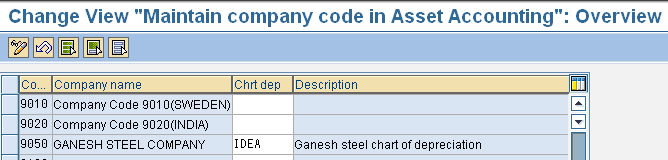 Change View "Maintain company code in Asset Accounting": Overview
Co... Company name Chrt dep Description
9010 Company Code 9010(SWEDEN)
9020 Company Code 9020(INDIA)
9050 GANESH STEEL COMPANY IDEA Ganesh steel chart of depreciation